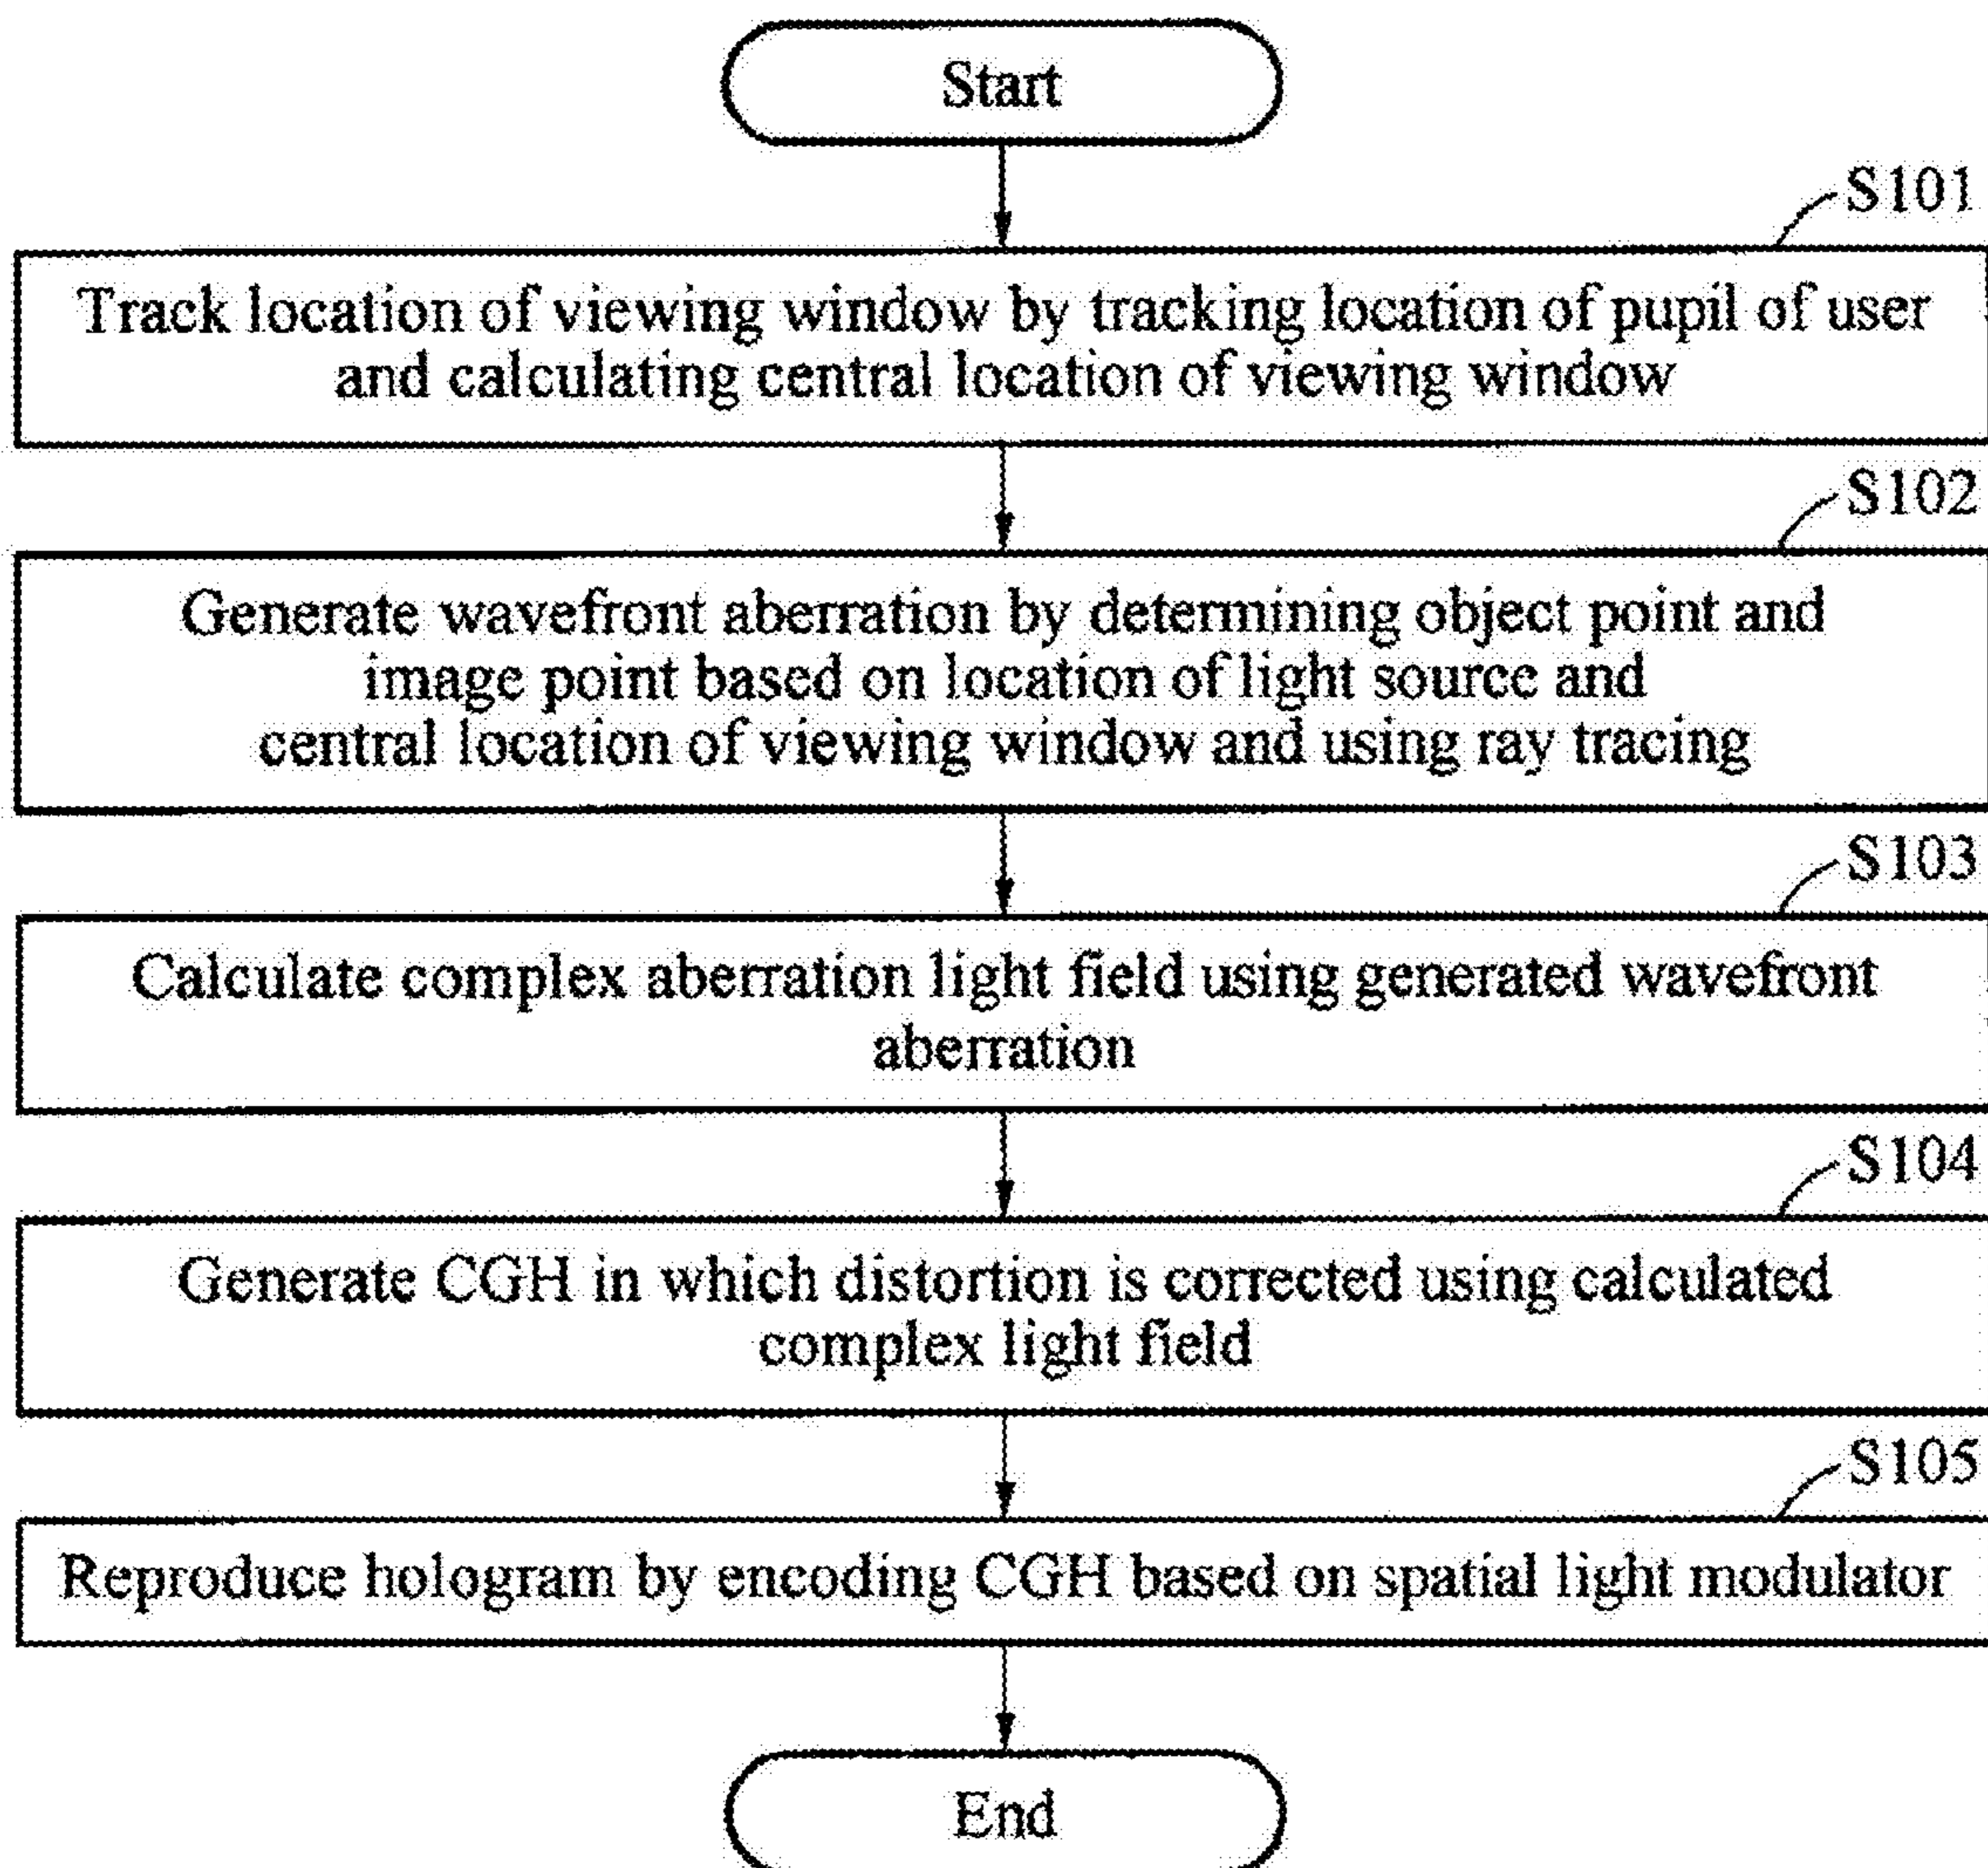 Start
S101
Track location of viewing window by tracking location of pupil of user
and calculating central location of viewing window
S102
Generate wavefront aberration by determining object point and
image point based on location of light source and
central location of viewing window and using ray tracing
S103
Calculate complex aberration light field using generated wavefront
aberration
S104
Generate CGH in which distortion is corrected using calculated
complex light field
S105
Reproduce hologram by encoding CGH based on spatial light modulator
End